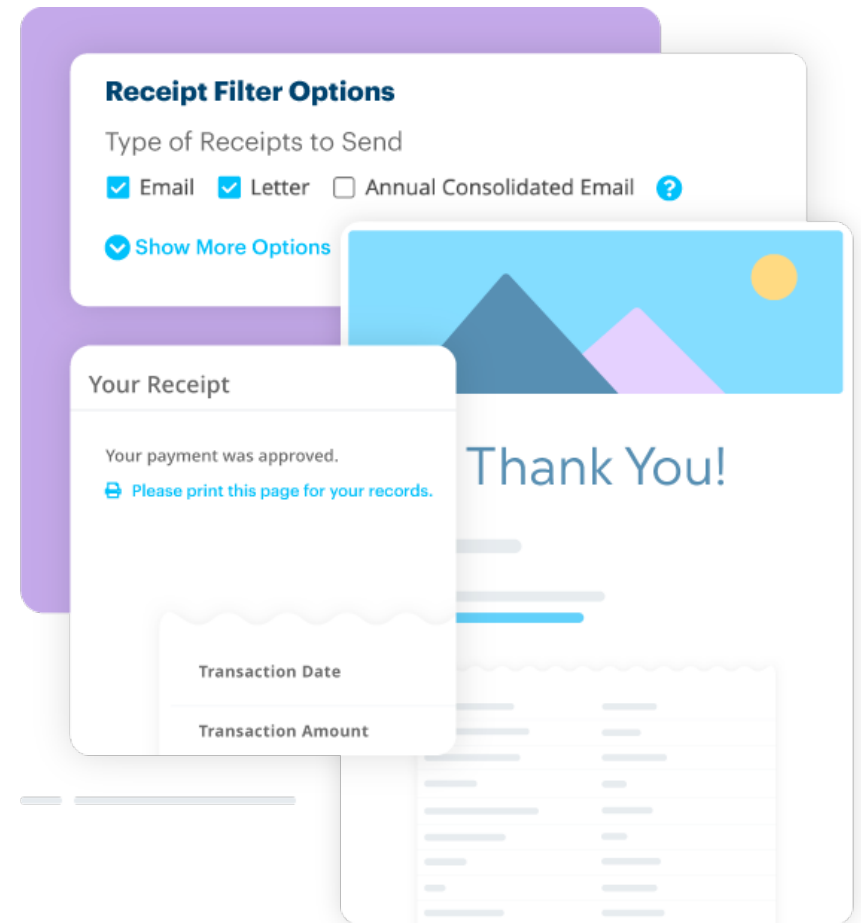 Receipt Filter Options
Type of Receipts to Send
Email Letter Annual Consolidated Email ?
Show More Options
Your Receipt
Your payment was approved.
Please print this page for your records.
Transaction Date
Transaction Amount
Thank You!